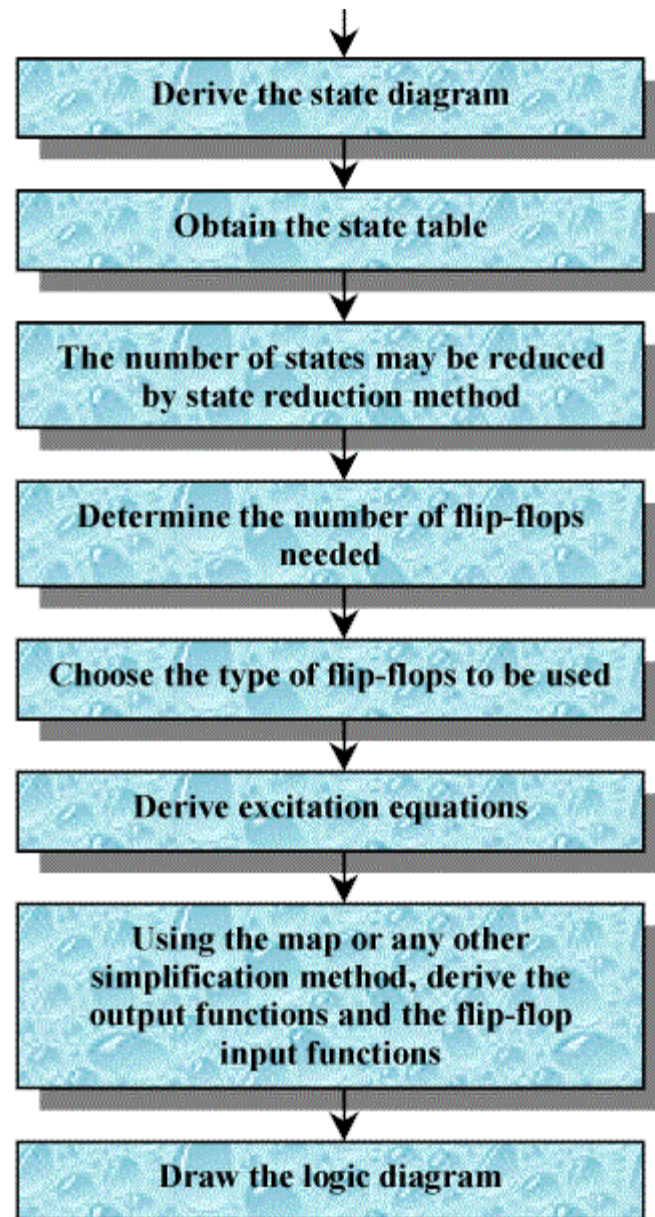 Derive the state diagram
Obtain the state table
The number of states may be reduced
by state reduction method
Determine the number of flip-flops
needed
Choose the type of flip-flops to be used
Derive excitation equations
Using the map or any other
simplification method, derive the
output functions and the flip-flop
input functions
Draw the logic diagram